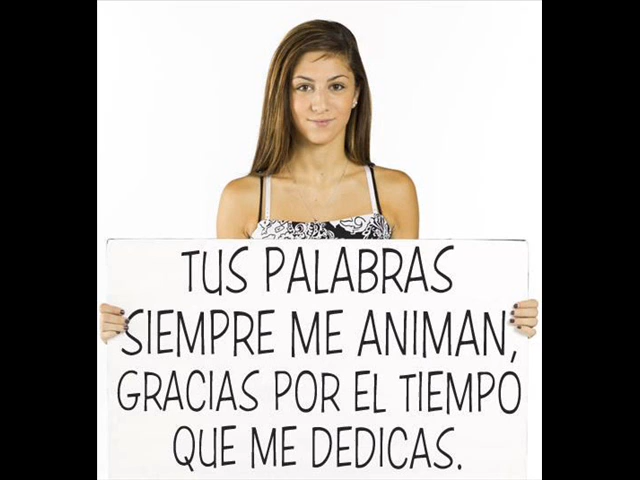 TUS PALABRAS
SIEMPRE ME ANIMAN,
GRACIAS POR EL TIEMPO
QUE ME DEDICAS.